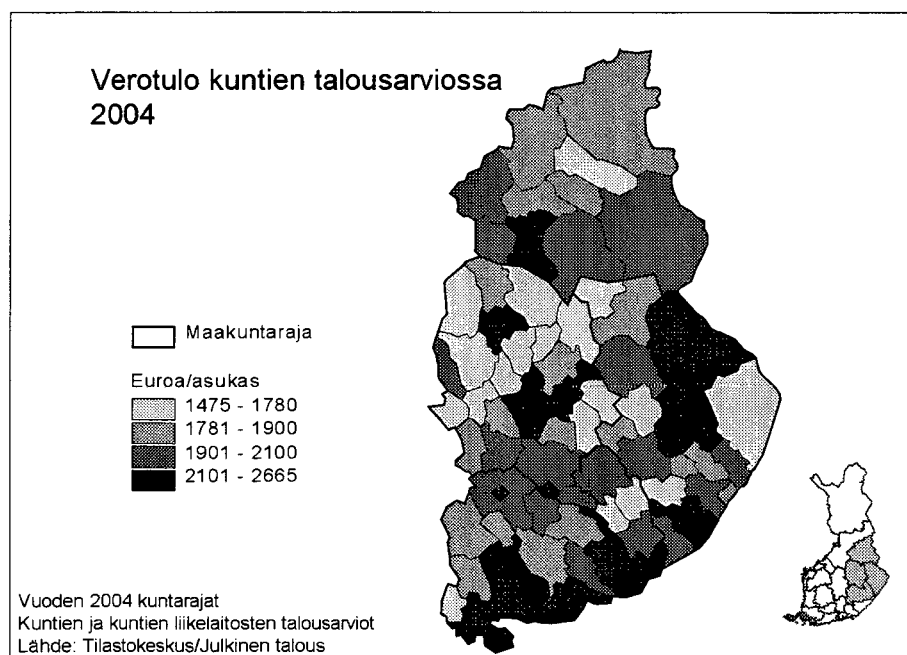 Verotulo kuntien talousarviossa
2004
Maakuntaraja
Euroa/asukas
1475 - 1780
1781 - 1900
1901 - 2100
2101 - 2665
Vuoden 2004 kuntarajat
Kuntien ja kuntien liikelaitosten talousarviot
Lähde: Tilastokeskus/Julkinen talous